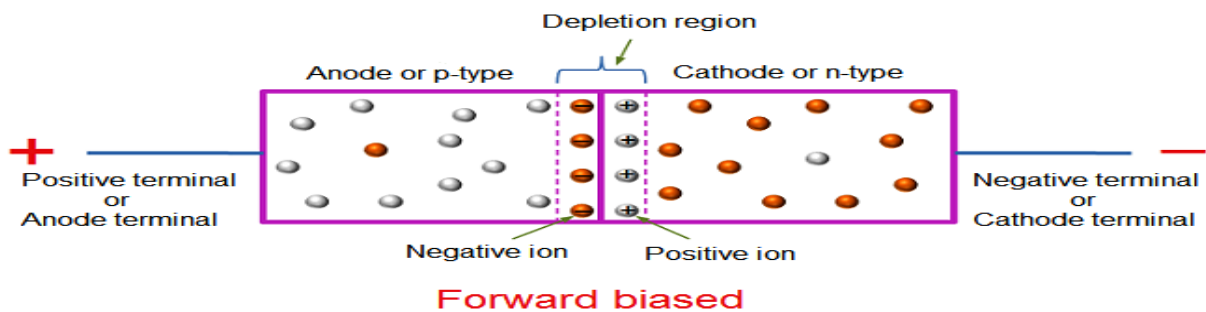 Depletion region
Anode or p-type
Cathode or n-type
− +
− +
− +
− +
+
Positive terminal
or
Anode terminal
−
Negative terminal
or
Cathode terminal
Negative ion
Positive ion
Forward biased